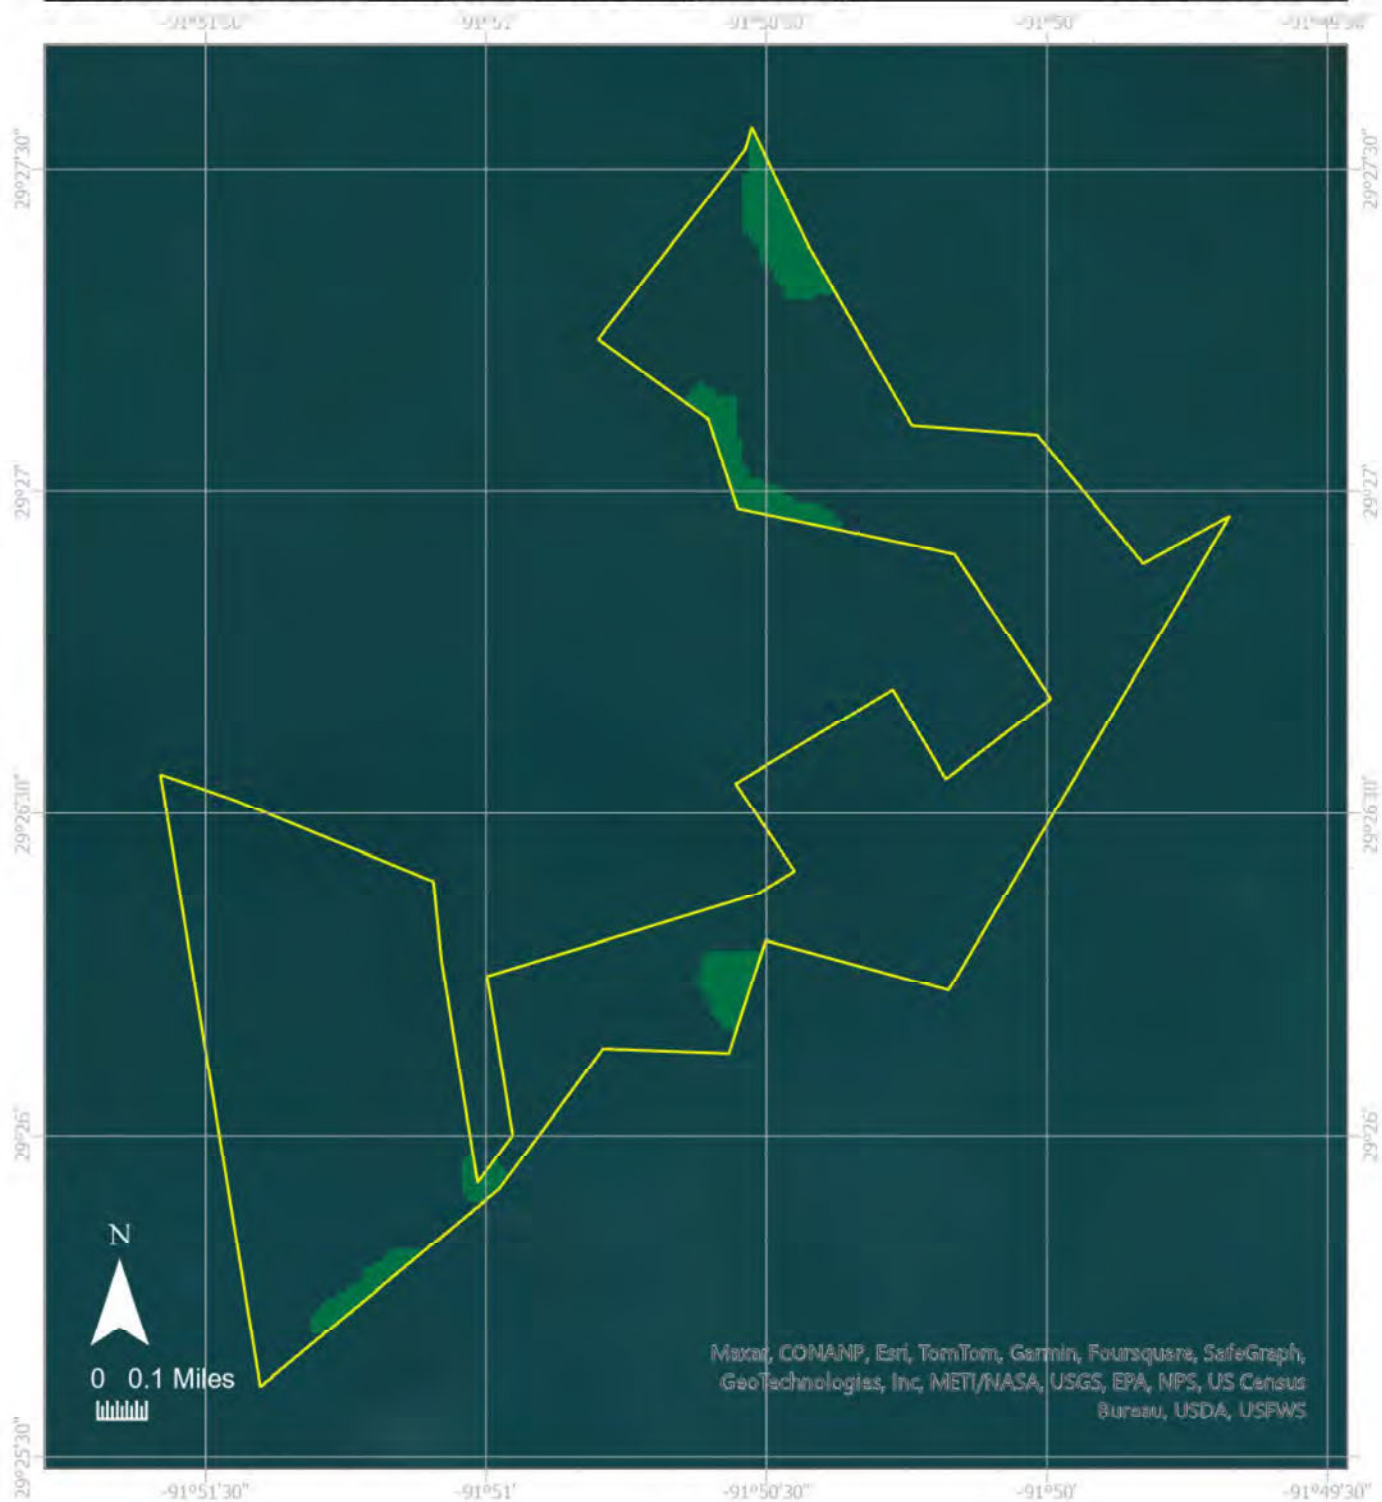 -91°51'30" -91°51' -91°50'30" -91°50' -91°49'30"
29°27'30" 29°27'30"
29°27' 29°27'
29°26'30" 29°26'30"
29°26' 29°26'
29°25'30"
N
0 0.1 Miles
Maxar, CONANP, Esri, TomTom, Garmin, Foursquare, SafeGraph,
GeoTechnologies, Inc, METI/NASA, USGS, EPA, NPS, US Census
Bureau, USDA, USFWS
-91°51'30" -91°51' -91°50'30" -91°50' -91°49'30"